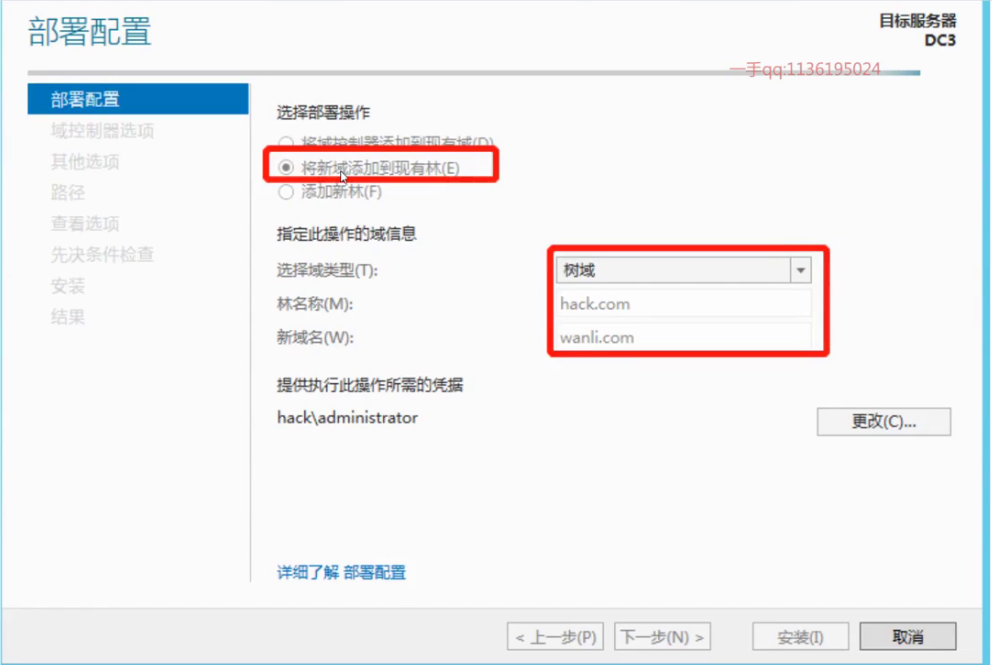 部署配置
目标服务器
DC3
一手qq:1136195024
部署配置
域控制器选项
其他选项
路径
查看选项
先决条件检查
安装
结果
选择部署操作
将域控制器添加到现有域(D)
将新域添加到现有林(E)
添加新林(F)
指定此操作的域信息
选择域类型(T): 树域
林名称(M): hack.com
新域名(W): wanli.com
提供执行此操作所需的凭据
hack\administrator 更改(C)...
详细了解 部署配置
< 上一步(P) 下一步(N) > 安装(I) 取消